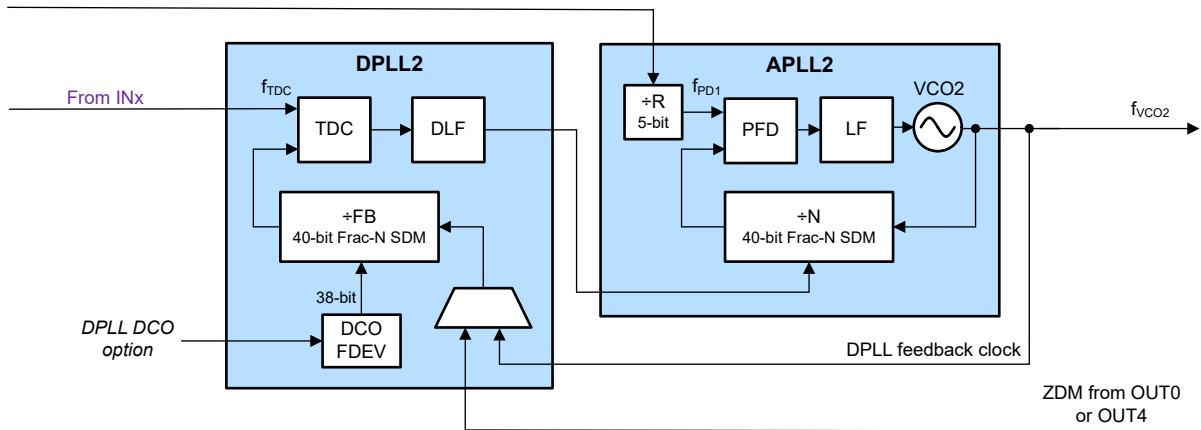 DPLL2
APLL2
From INx
fTDC
TDC
DLF
÷R
5-bit
fPD1
PFD
LF
VCO2
fVCO2
÷FB
40-bit Frac-N SDM
÷N
40-bit Frac-N SDM
38-bit
DPLL DCO
option
DCO
FDEV
DPLL feedback clock
ZDM from OUT0
or OUT4